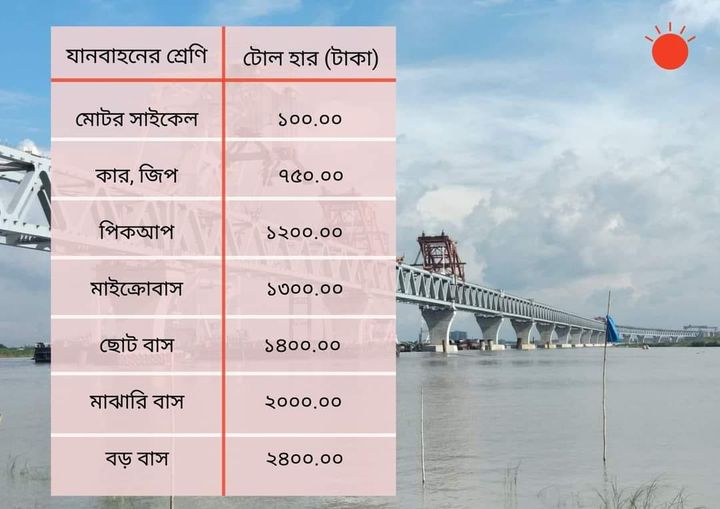 যানবাহনের শ্রেণি টোল হার (টাকা)
মোটর সাইকেল ১০০.০০
কার, জিপ ৭৫০.০০
পিকআপ ১২০০.০০
মাইক্রোবাস ১৩০০.০০
ছোট বাস ১৪০০.০০
মাঝারি বাস ২০০০.০০
বড় বাস ২৪০০.০০